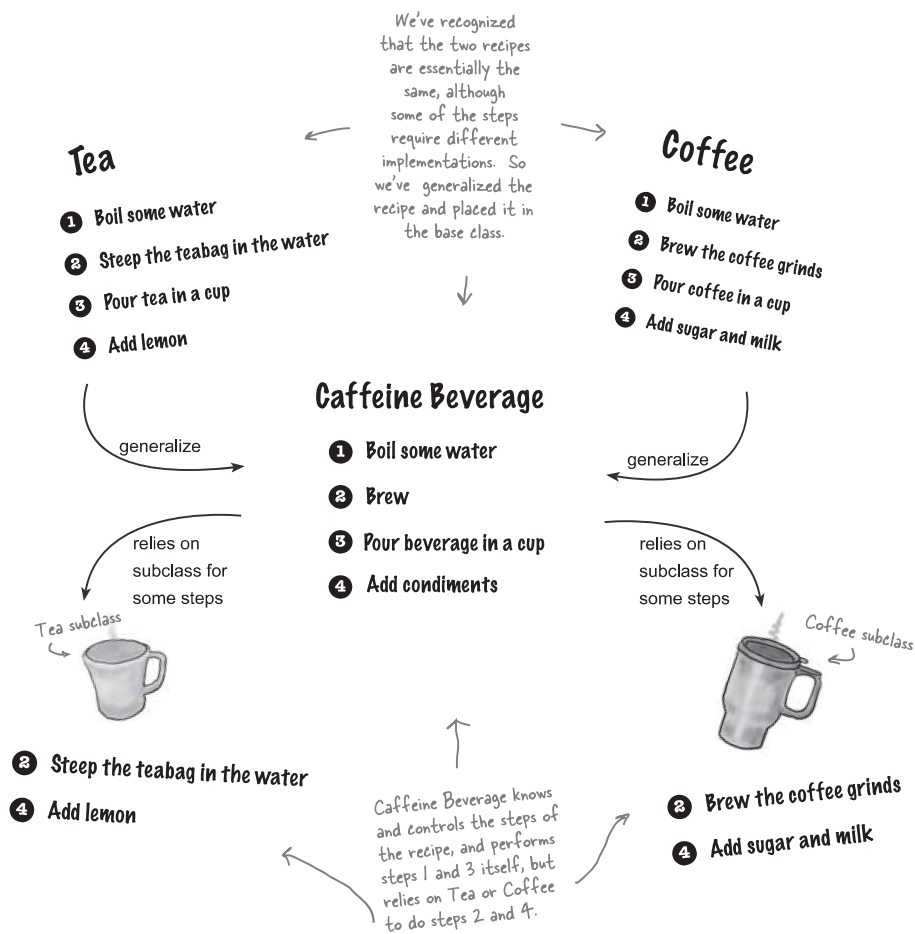 We've recognized
that the two recipes
are essentially the
same, although
some of the steps
require different
implementations. So
we've generalized the
recipe and placed it in
the base class.
Tea
1 Boil some water
2 Steep the teabag in the water
3 Pour tea in a cup
4 Add lemon
Coffee
1 Boil some water
2 Brew the coffee grinds
3 Pour coffee in a cup
4 Add sugar and milk
generalize
Caffeine Beverage
1 Boil some water
2 Brew
3 Pour beverage in a cup
4 Add condiments
generalize
relies on
subclass for
some steps
relies on
subclass for
some steps
Tea subclass
Coffee subclass
2 Steep the teabag in the water
4 Add lemon
Caffeine Beverage knows
and controls the steps of
the recipe, and performs
steps 1 and 3 itself, but
relies on Tea or Coffee
to do steps 2 and 4.
2 Brew the coffee grinds
4 Add sugar and milk